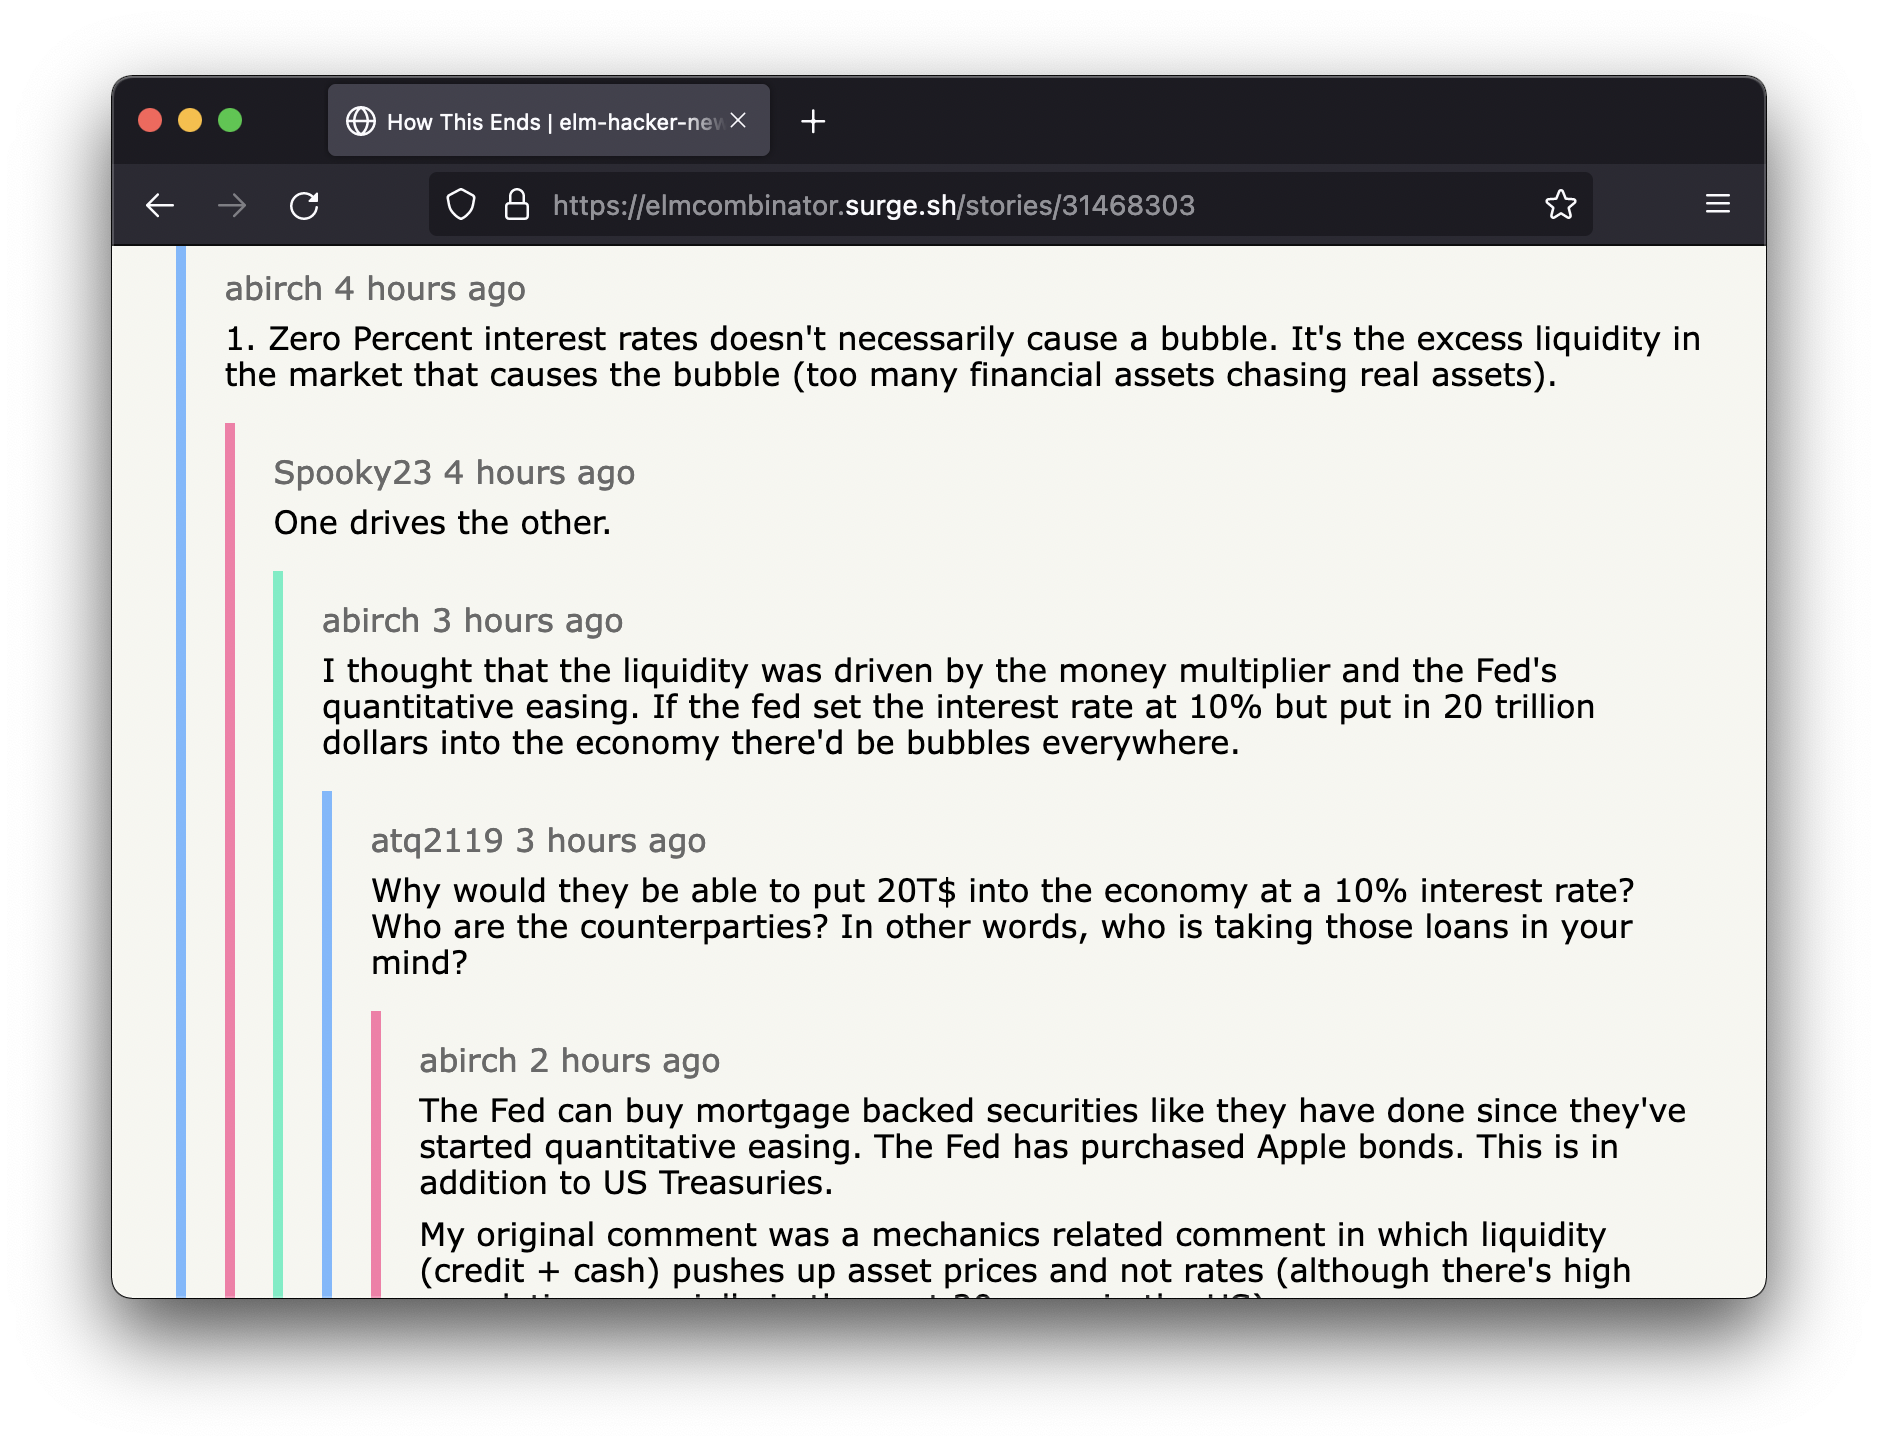 How This Ends | elm-hacker-new
https://elmcombinator.surge.sh/stories/31468303
abirch 4 hours ago
1. Zero Percent interest rates doesn't necessarily cause a bubble. It's the excess liquidity in
the market that causes the bubble (too many financial assets chasing real assets).
Spooky23 4 hours ago
One drives the other.
abirch 3 hours ago
I thought that the liquidity was driven by the money multiplier and the Fed's
quantitative easing. If the fed set the interest rate at 10% but put in 20 trillion
dollars into the economy there'd be bubbles everywhere.
atq2119 3 hours ago
Why would they be able to put 20T$ into the economy at a 10% interest rate?
Who are the counterparties? In other words, who is taking those loans in your
mind?
abirch 2 hours ago
The Fed can buy mortgage backed securities like they have done since they've
started quantitative easing. The Fed has purchased Apple bonds. This is in
addition to US Treasuries.
My original comment was a mechanics related comment in which liquidity
(credit + cash) pushes up asset prices and not rates (although there's high